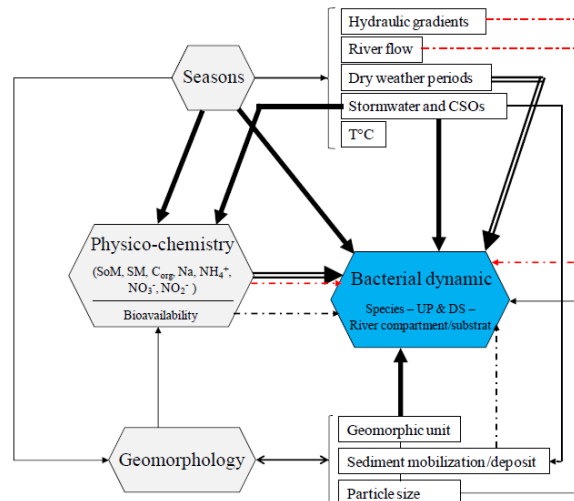 Hydraulic gradients
River flow
Seasons
Dry weather periods
Stormwater and CSOs
T°C
Physico-chemistry
(SoM, SM, Corg, Na, NH4+,
NO3-, NO2- )
Bioavailability
Bacterial dynamic
Species – UP & DS –
River compartment/substrat
Geomorphology
Geomorphic unit
Sediment mobilization/deposit
Particle size